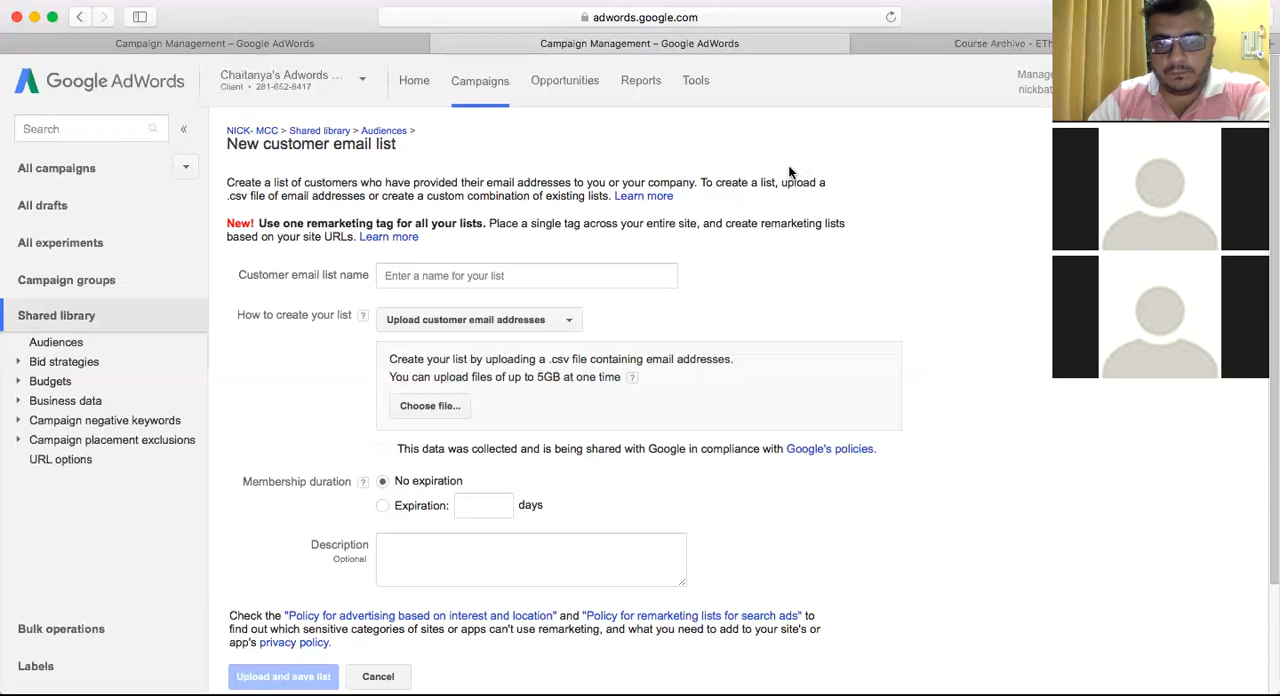 adwords.google.com
Campaign Management – Google AdWords
Campaign Management – Google AdWords
Course Archive - ETH
Google AdWords
Chaitanya's Adwords ...
Client • 281-652-8417
Home
Campaigns
Opportunities
Reports
Tools
Manage
nickbat
Search
«
All campaigns
All drafts
All experiments
Campaign groups
Shared library
Audiences
Bid strategies
Budgets
Business data
Campaign negative keywords
Campaign placement exclusions
URL options
Bulk operations
Labels
NICK- MCC > Shared library > Audiences >
New customer email list
Create a list of customers who have provided their email addresses to you or your company. To create a list, upload a
.csv file of email addresses or create a custom combination of existing lists. Learn more
New! Use one remarketing tag for all your lists. Place a single tag across your entire site, and create remarketing lists
based on your site URLs. Learn more
Customer email list name
Enter a name for your list
How to create your list ?
Upload customer email addresses
Create your list by uploading a .csv file containing email addresses.
You can upload files of up to 5GB at one time ?
Choose file...
This data was collected and is being shared with Google in compliance with Google's policies.
Membership duration ?
No expiration
Expiration:
days
Description
Optional
Check the "Policy for advertising based on interest and location" and "Policy for remarketing lists for search ads" to
find out which sensitive categories of sites or apps can't use remarketing, and what you need to add to your site's or
app's privacy policy.
Upload and save list
Cancel